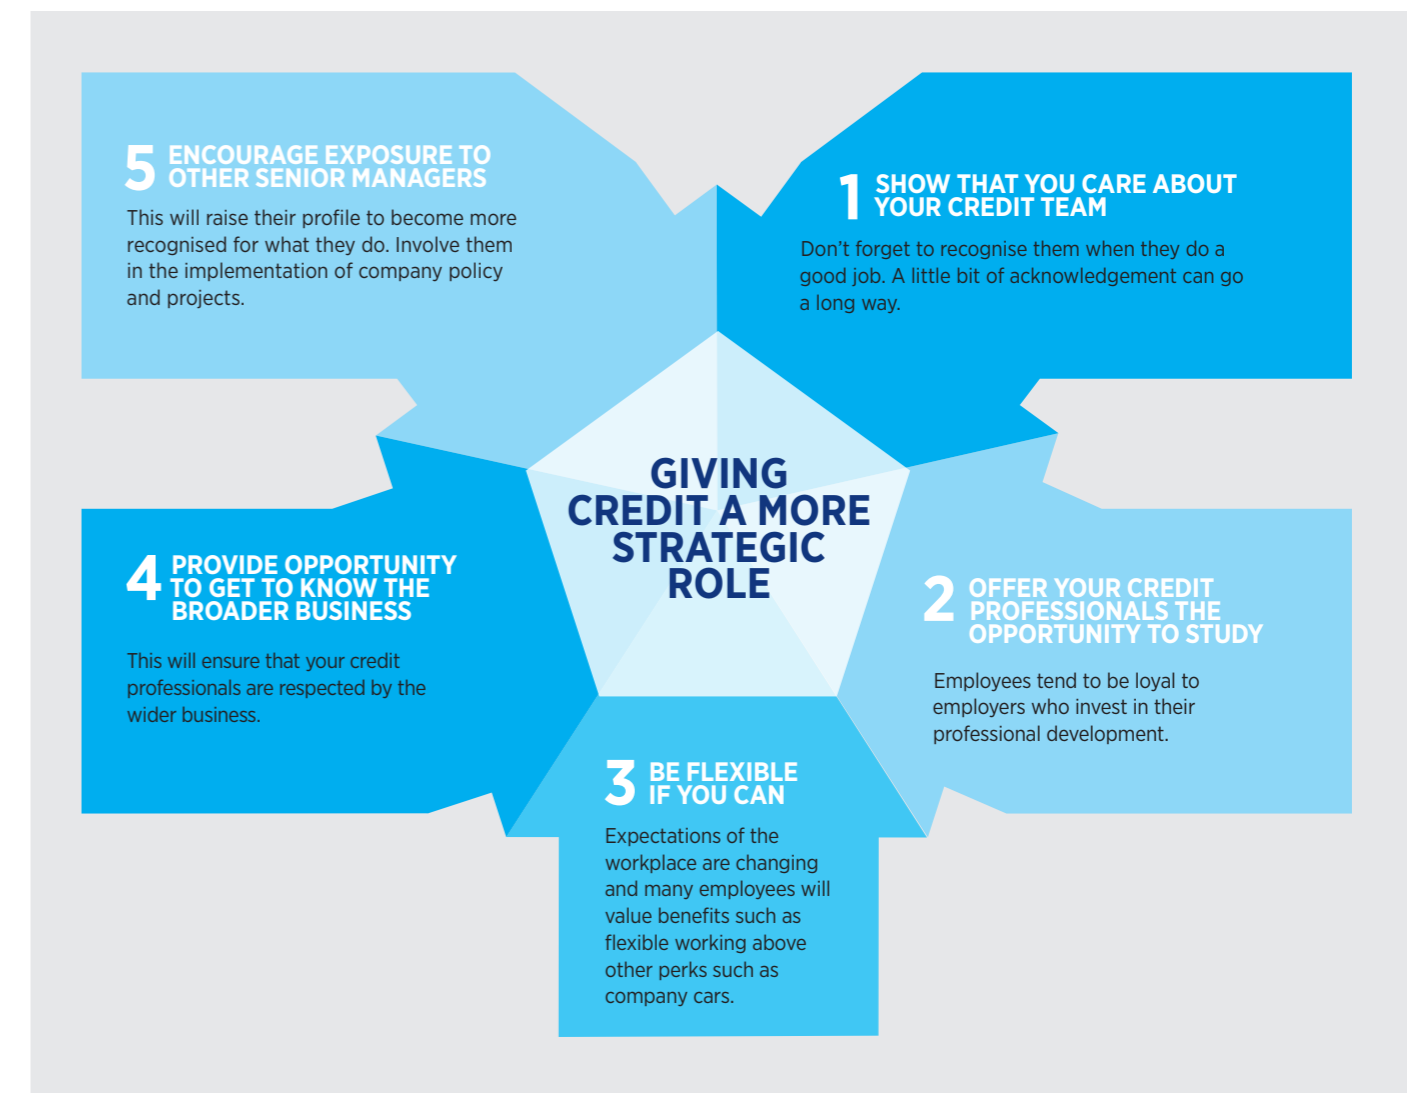 GIVING
CREDIT A MORE
STRATEGIC
ROLE
1 SHOW THAT YOU CARE ABOUT
YOUR CREDIT TEAM
Don’t forget to recognise them when they do a
good job. A little bit of acknowledgement can go
a long way.
2 OFFER YOUR CREDIT
PROFESSIONALS THE
OPPORTUNITY TO STUDY
Employees tend to be loyal to
employers who invest in their
professional development.
3 BE FLEXIBLE
IF YOU CAN
Expectations of the
workplace are changing
and many employees will
value benefits such as
flexible working above
other perks such as
company cars.
4 PROVIDE OPPORTUNITY
TO GET TO KNOW THE
BROADER BUSINESS
This will ensure that your credit
professionals are respected by the
wider business.
5 ENCOURAGE EXPOSURE TO
OTHER SENIOR MANAGERS
This will raise their profile to become more
recognised for what they do. Involve them
in the implementation of company policy
and projects.